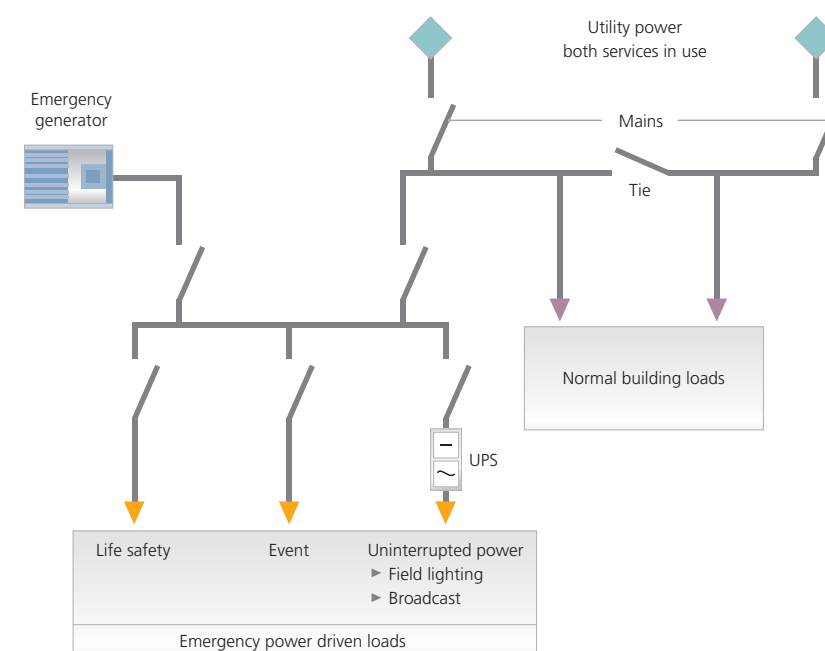 Utility power
both services in use
Emergency
generator
Mains
Tie
Normal building loads
UPS
Life safety
Event
Uninterrupted power
► Field lighting
► Broadcast
Emergency power driven loads